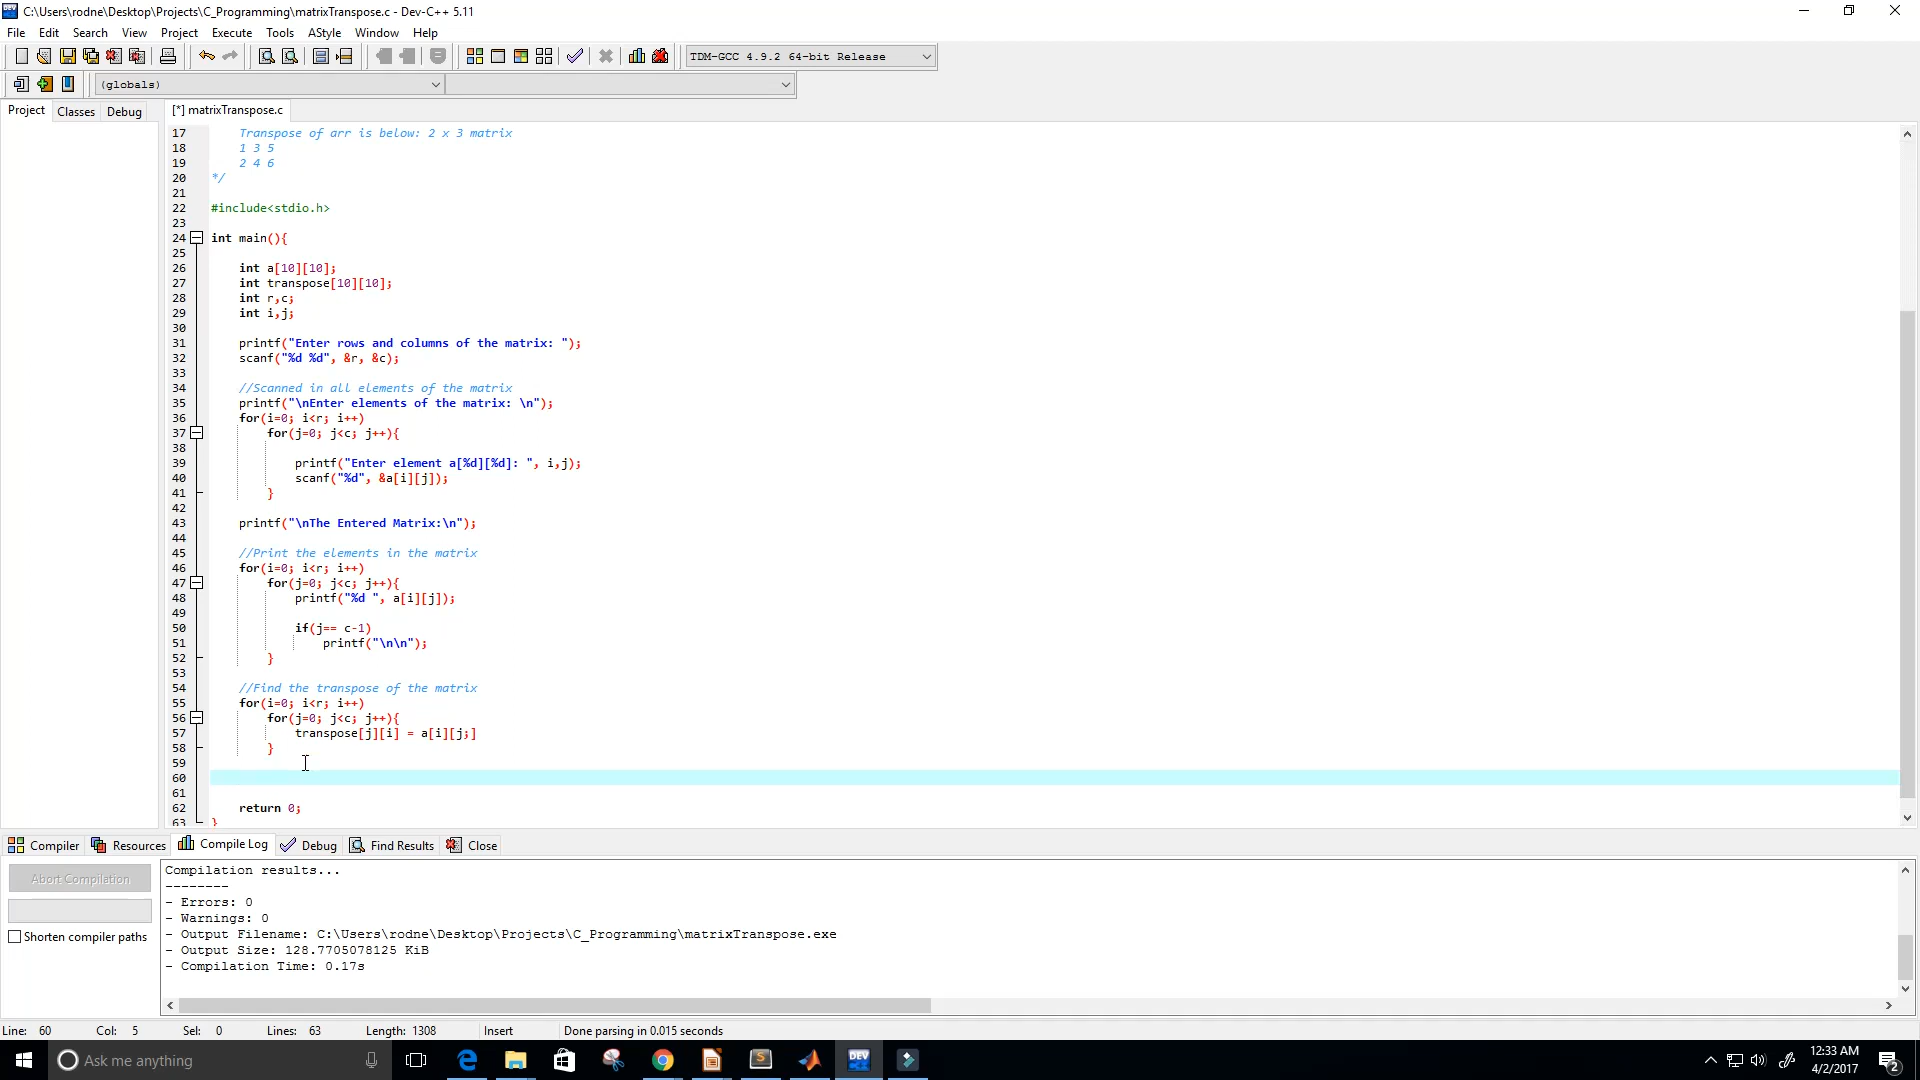 C:\Users\rodne\Desktop\Projects\C_Programming\matrixTranspose.c - Dev-C++ 5.11
File Edit Search View Project Execute Tools AStyle Window Help
TDM-GCC 4.9.2 64-bit Release
(globals)
Project Classes Debug
[*] matrixTranspose.c
17 Transpose of arr is below: 2 x 3 matrix
18 1 3 5
19 2 4 6
20 */
21
22 #include<stdio.h>
23
24 int main(){
25
26 int a[10][10];
27 int transpose[10][10];
28 int r,c;
29 int i,j;
30
31 printf("Enter rows and columns of the matrix: ");
32 scanf("%d %d", &r, &c);
33
34 //Scanned in all elements of the matrix
35 printf("\nEnter elements of the matrix: \n");
36 for(i=0; i<r; i++)
37 for(j=0; j<c; j++){
38
39 printf("Enter element a[%d][%d]: ", i,j);
40 scanf("%d", &a[i][j]);
41 }
42
43 printf("\nThe Entered Matrix:\n");
44
45 //Print the elements in the matrix
46 for(i=0; i<r; i++)
47 for(j=0; j<c; j++){
48 printf("%d ", a[i][j]);
49
50 if(j== c-1)
51 printf("\n\n");
52 }
53
54 //Find the transpose of the matrix
55 for(i=0; i<r; i++)
56 for(j=0; j<c; j++){
57 transpose[j][i] = a[i][j;]
58 }
59
60
61
62 return 0;
63 }
Compiler Resources Compile Log Debug Find Results Close
Abort Compilation
Shorten compiler paths
Compilation results...
--------
- Errors: 0
- Warnings: 0
- Output Filename: C:\Users\rodne\Desktop\Projects\C_Programming\matrixTranspose.exe
- Output Size: 128.7705078125 KiB
- Compilation Time: 0.17s
Line: 60 Col: 5 Sel: 0 Lines: 63 Length: 1308 Insert Done parsing in 0.015 seconds
Ask me anything
DEV
12:33 AM
4/2/2017
2